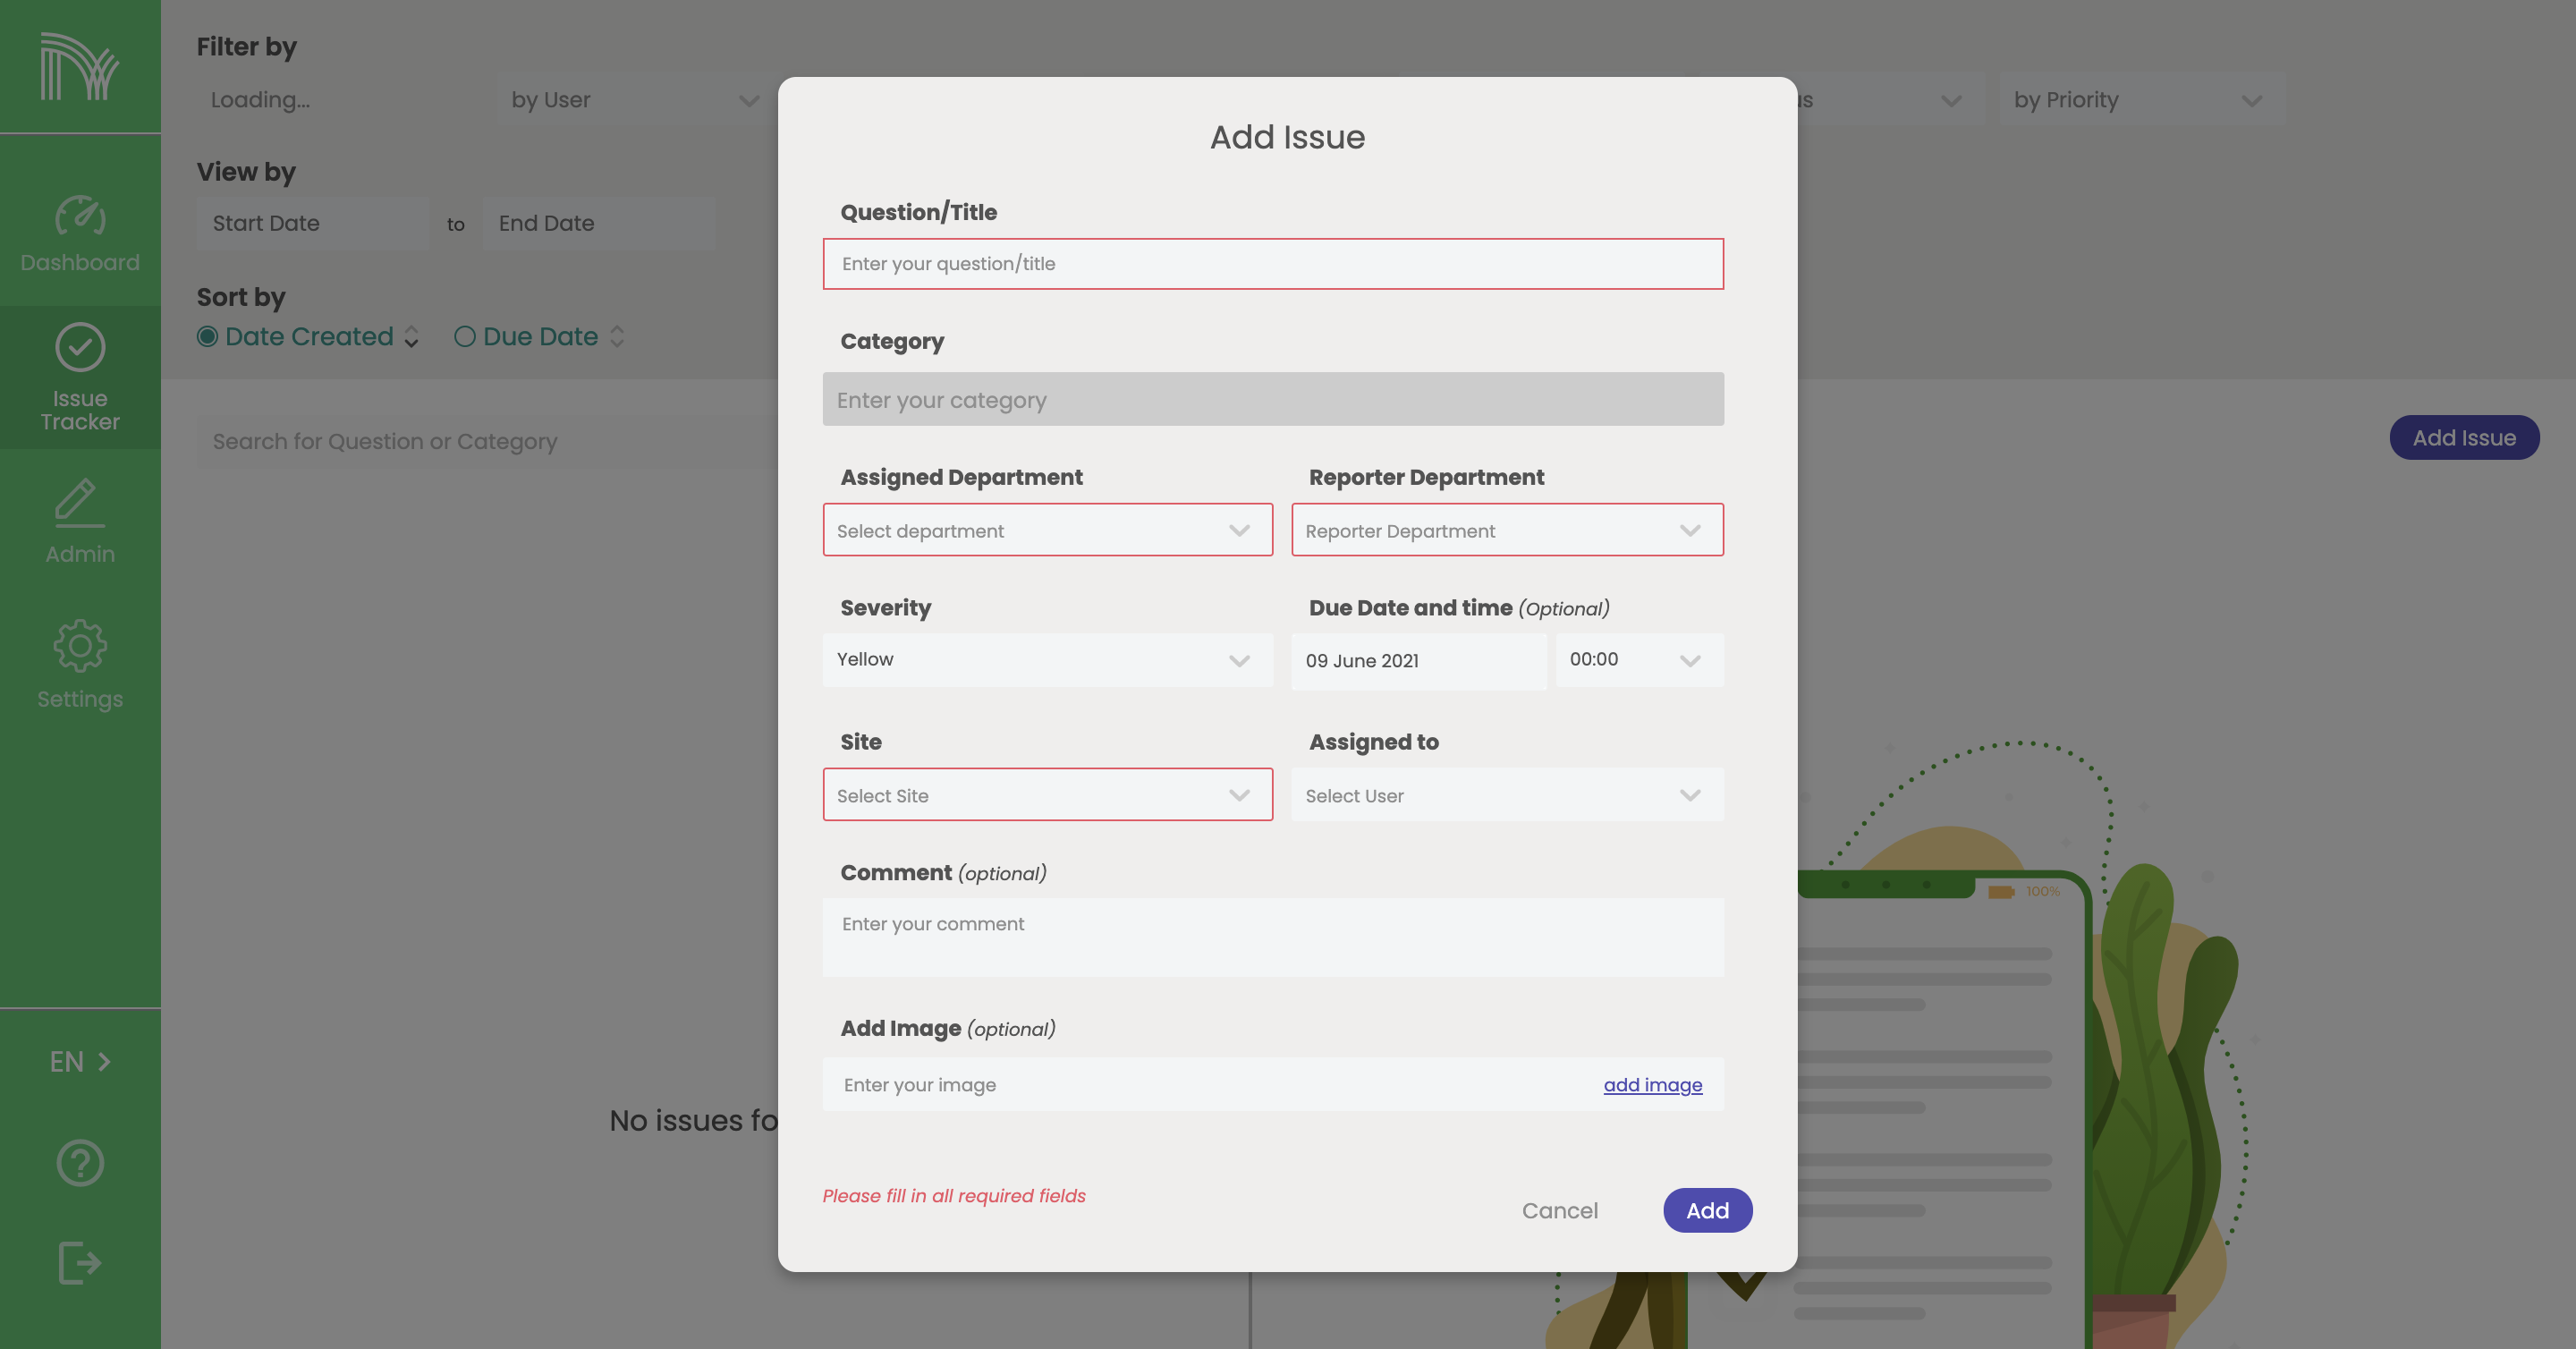 Filter by
Loading...
by User
by Priority
View by
Start Date
to
End Date
Sort by
Date Created
Due Date
Search for Question or Category
Add Issue
Dashboard
Issue
Tracker
Admin
Settings
EN
No issues
100%
Add Issue
Question/Title
Enter your question/title
Category
Enter your category
Assigned Department
Reporter Department
Select department
Reporter Department
Severity
Due Date and time (Optional)
Yellow
09 June 2021
00:00
Site
Assigned to
Select Site
Select User
Comment (optional)
Enter your comment
Add Image (optional)
Enter your image
add image
Please fill in all required fields
Cancel
Add